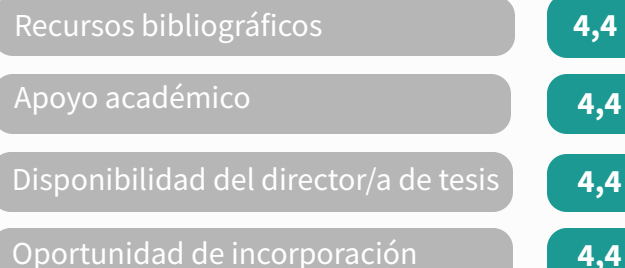 Recursos bibliográficos 4,4
Apoyo académico 4,4
Disponibilidad del director/a de tesis 4,4
Oportunidad de incorporación 4,4